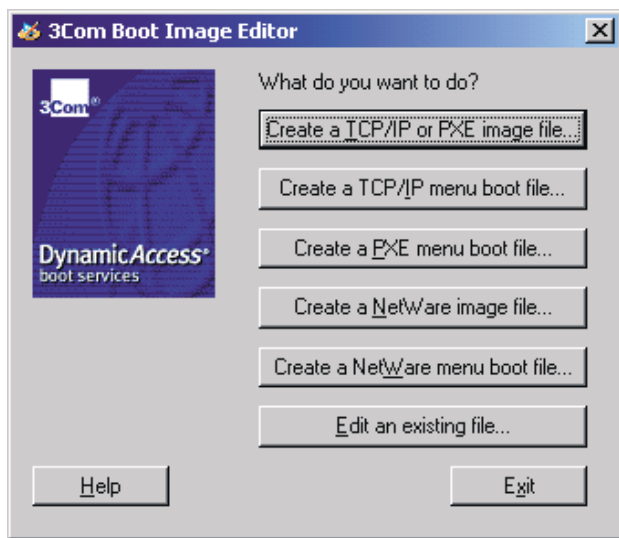 3Com Boot Image Editor
3Com®
DynamicAccess®
boot services
What do you want to do?
Create a TCP/IP or PXE image file...
Create a TCP/IP menu boot file...
Create a PXE menu boot file...
Create a NetWare image file...
Create a NetWare menu boot file...
Edit an existing file...
Help
Exit